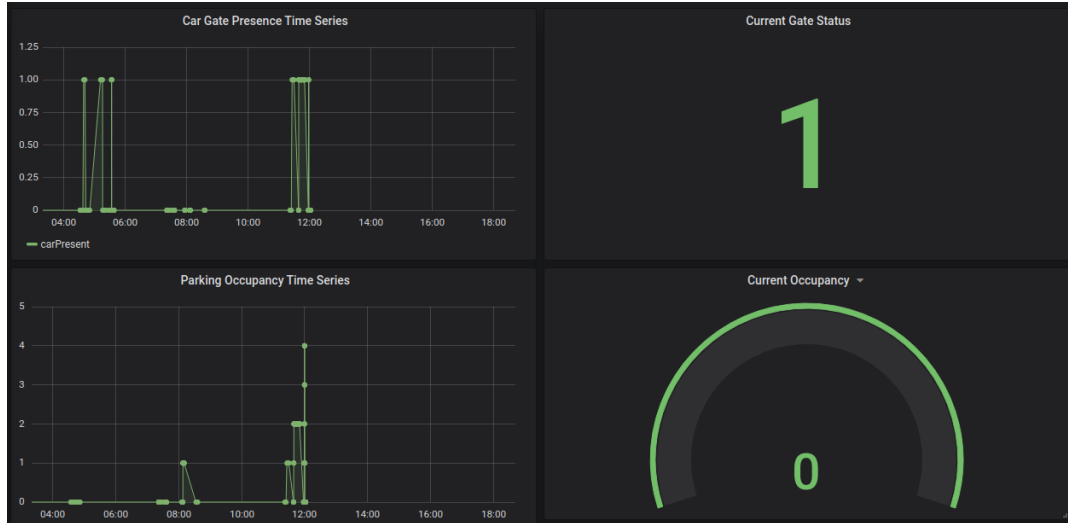 Car Gate Presence Time Series
1.25
1.00
0.75
0.50
0.25
0
04:00 06:00 08:00 10:00 12:00 14:00 16:00 18:00
carPresent
Current Gate Status
1
Parking Occupancy Time Series
5
4
3
2
1
0
04:00 06:00 08:00 10:00 12:00 14:00 16:00 18:00
Current Occupancy
0